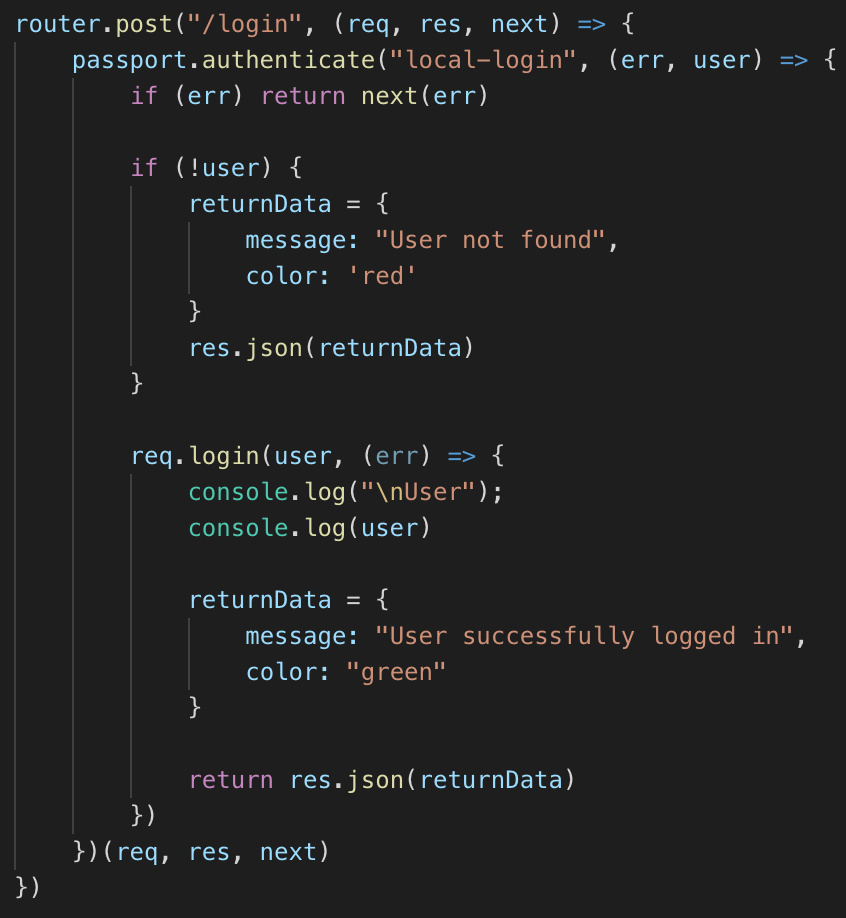 router.post("/login", (req, res, next) => {
    passport.authenticate("local-login", (err, user) => {
        if (err) return next(err)

        if (!user) {
            returnData = {
                message: "User not found",
                color: 'red'
            }
            res.json(returnData)
        }

        req.login(user, (err) => {
            console.log("\nUser");
            console.log(user)

            returnData = {
                message: "User successfully logged in",
                color: "green"
            }

            return res.json(returnData)
        })
    })(req, res, next)
})